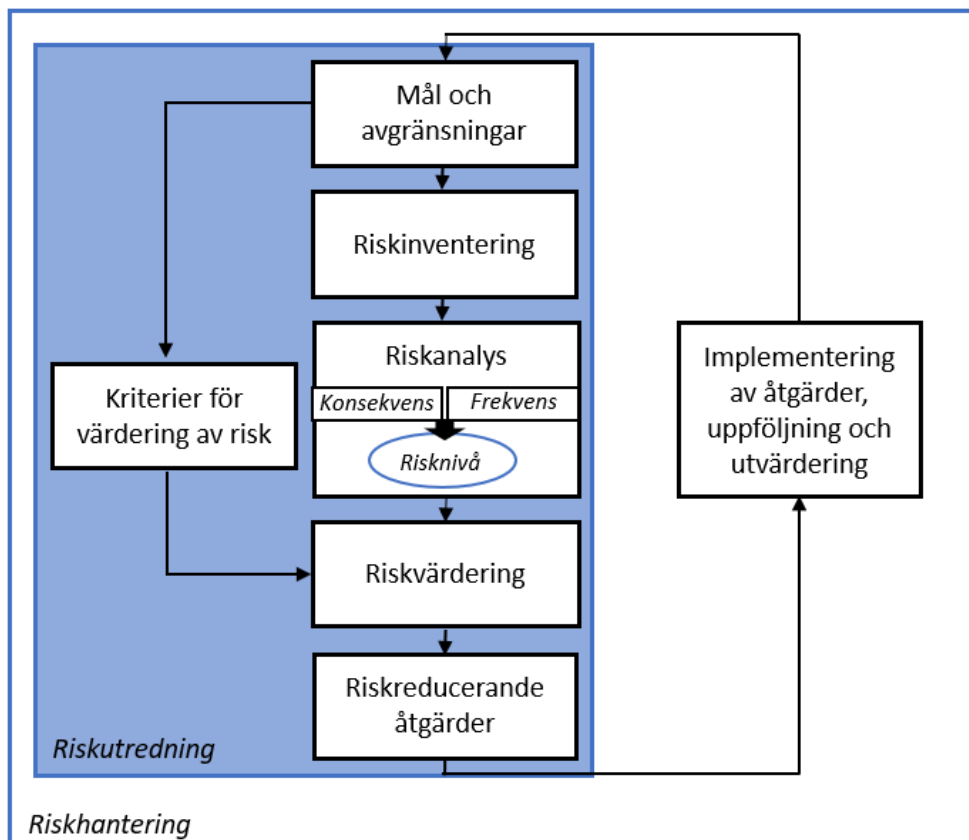 Mål och
avgränsningar
Riskinventering
Riskanalys
Konsekvens
Frekvens
Risknivå
Kriterier för
värdering av risk
Riskvärdering
Riskreducerande
åtgärder
Implementering
av åtgärder,
uppföljning och
utvärdering
Riskutredning
Riskhantering